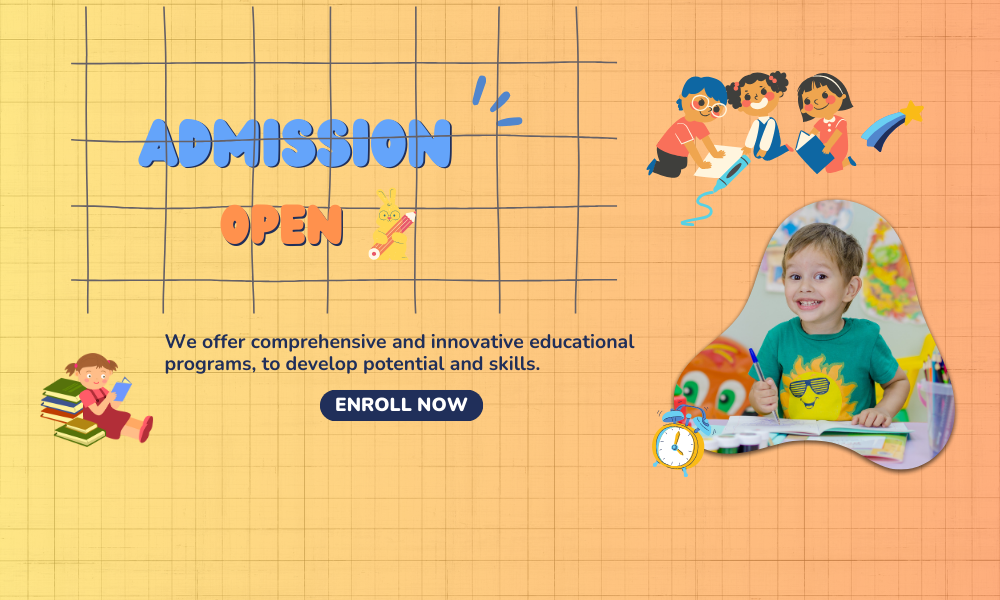 ADMISSION
OPEN
We offer comprehensive and innovative educational
programs, to develop potential and skills.
ENROLL NOW